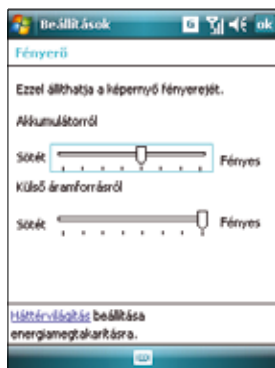 Beállítások ok
Fényerő
Ezzel állíthatja a képernyő fényerejét.
Akkumulátorról
Sötét Fényes
Külső áramforrásról
Sötét Fényes
Háttérvilágítás beállítása
energiamegtakarításra.